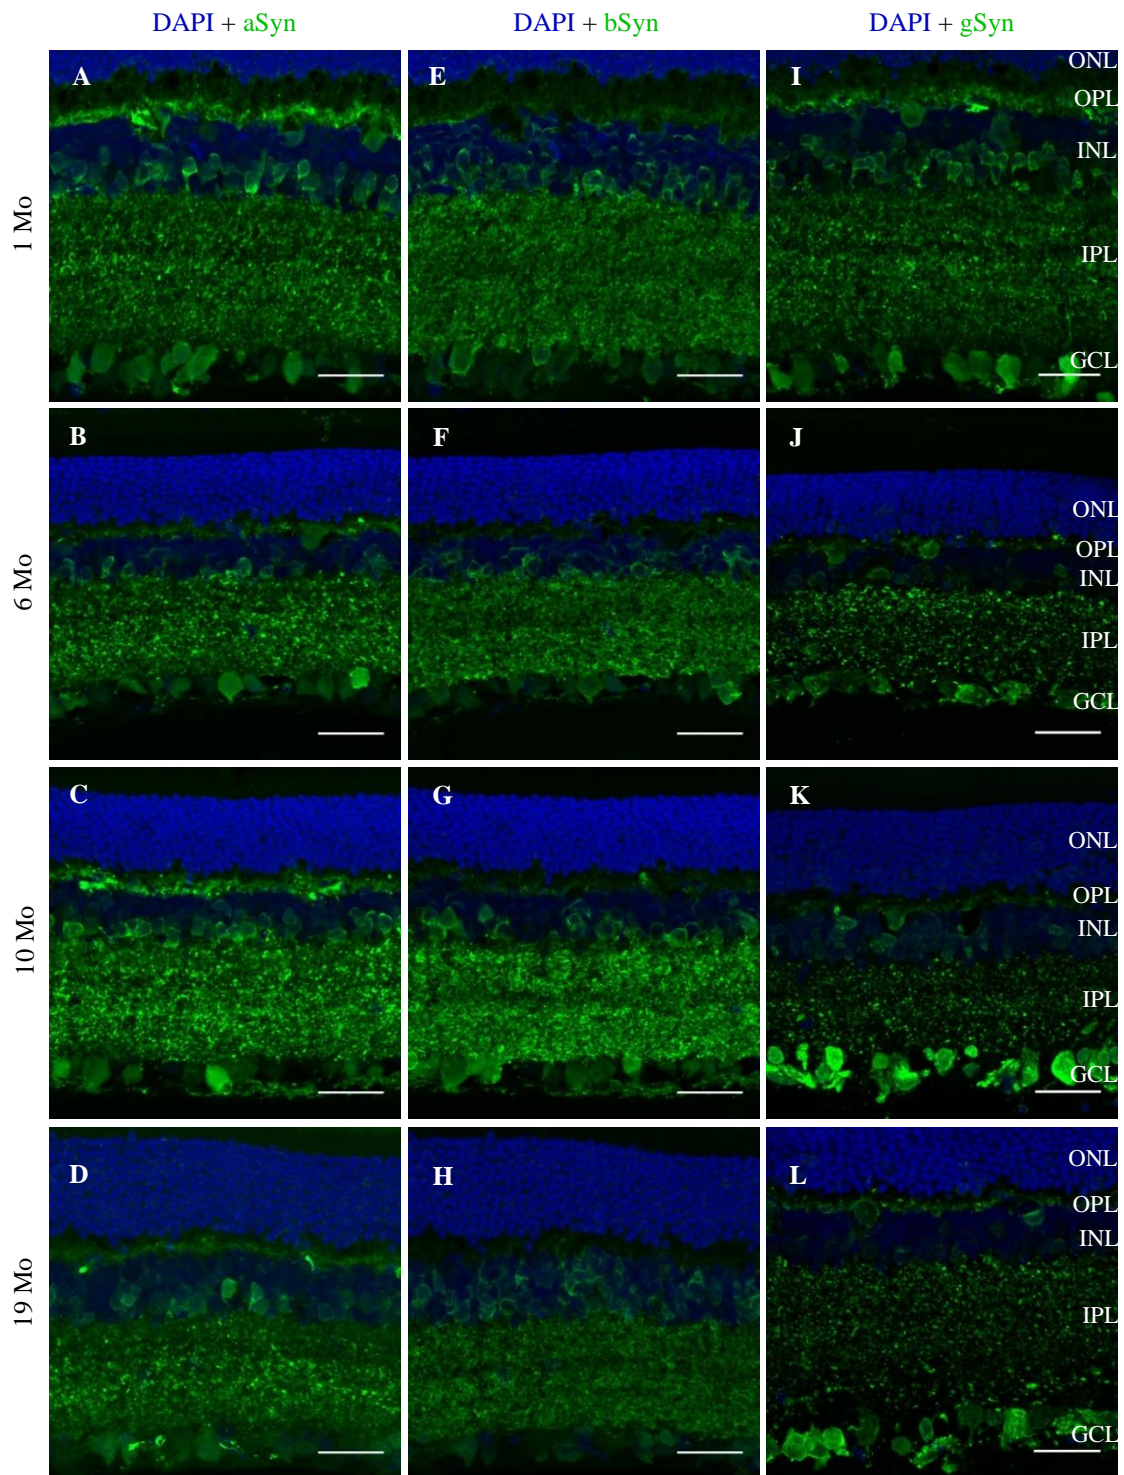 DAPI + aSyn DAPI + bSyn DAPI + gSyn
1 Mo
A E I
ONL
OPL
INL
IPL
GCL
6 Mo
B F J
ONL
OPL
INL
IPL
GCL
10 Mo
C G K
ONL
OPL
INL
IPL
GCL
19 Mo
D H L
ONL
OPL
INL
IPL
GCL